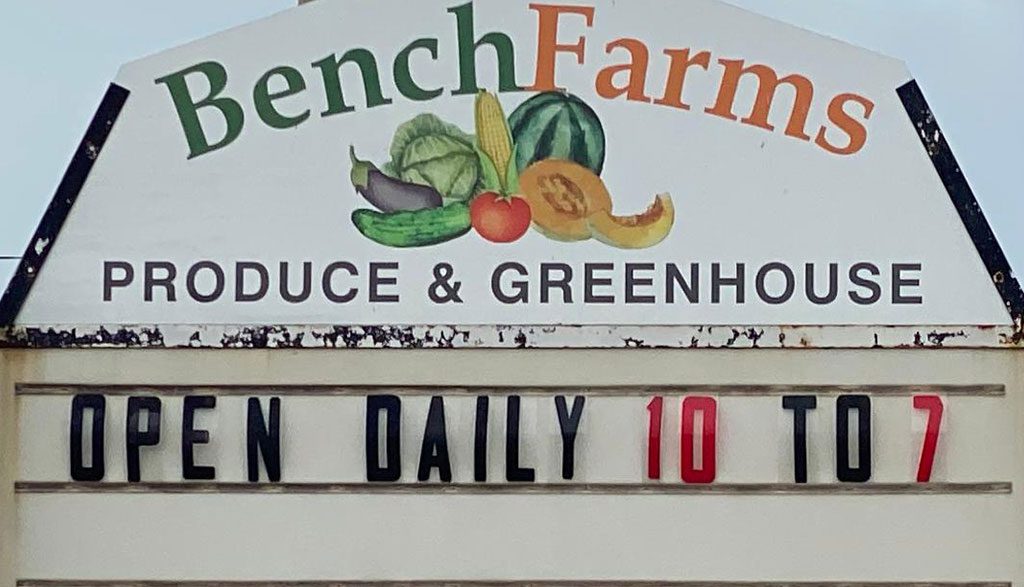 BenchFarms
PRODUCE & GREENHOUSE
OPEN DAILY 10 TO 7